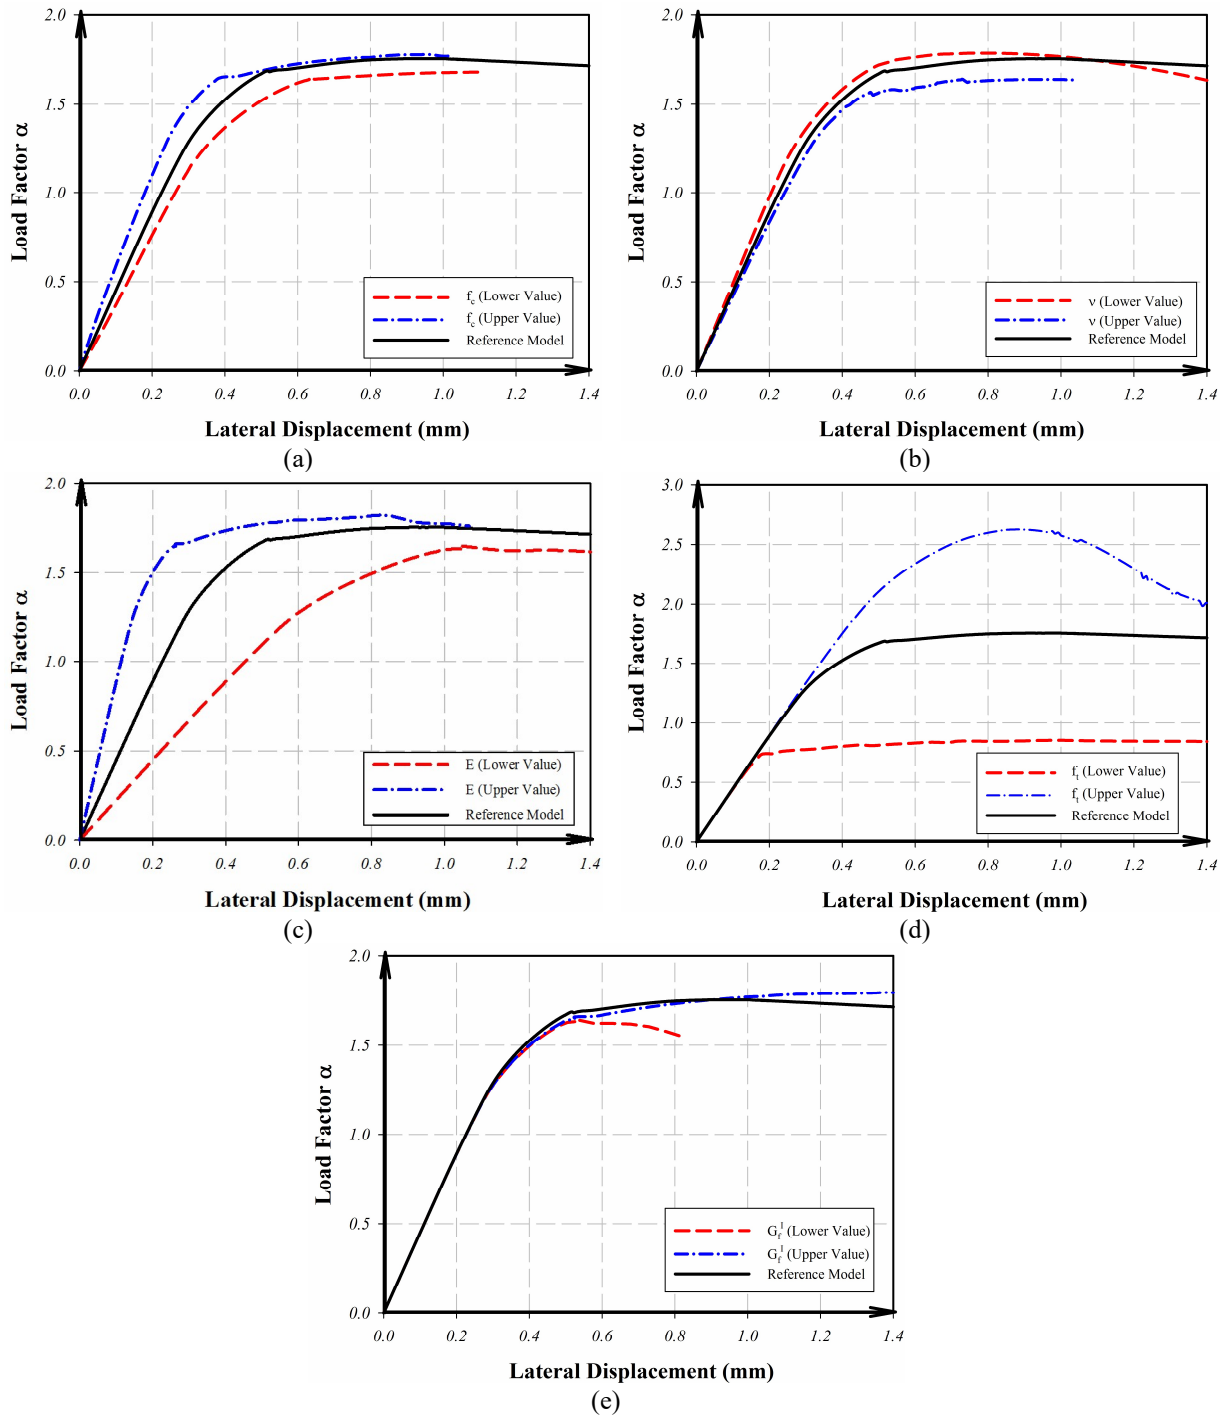 2.0
1.5
1.0
0.5
0.0
Load Factor α
f_c (Lower Value)
f_c (Upper Value)
Reference Model
0.0 0.2 0.4 0.6 0.8 1.0 1.2 1.4
Lateral Displacement (mm)
(a)
2.0
1.5
1.0
0.5
0.0
Load Factor α
ν (Lower Value)
ν (Upper Value)
Reference Model
0.0 0.2 0.4 0.6 0.8 1.0 1.2 1.4
Lateral Displacement (mm)
(b)
2.0
1.5
1.0
0.5
0.0
Load Factor α
E (Lower Value)
E (Upper Value)
Reference Model
0.0 0.2 0.4 0.6 0.8 1.0 1.2 1.4
Lateral Displacement (mm)
(c)
3.0
2.5
2.0
1.5
1.0
0.5
0.0
Load Factor α
f_t (Lower Value)
f_t (Upper Value)
Reference Model
0.0 0.2 0.4 0.6 0.8 1.0 1.2 1.4
Lateral Displacement (mm)
(d)
2.0
1.5
1.0
0.5
0.0
Load Factor α
G_f^I (Lower Value)
G_f^I (Upper Value)
Reference Model
0.0 0.2 0.4 0.6 0.8 1.0 1.2 1.4
Lateral Displacement (mm)
(e)